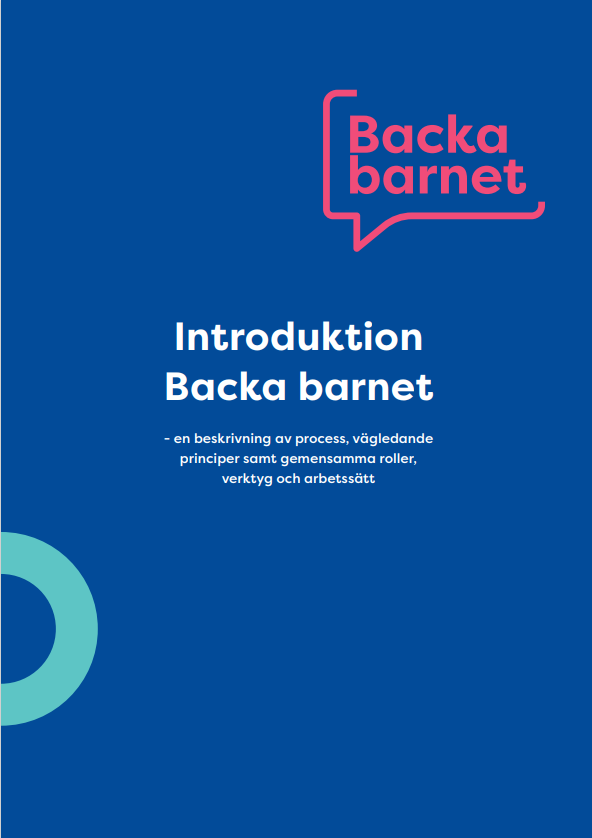 Backa
barnet
Introduktion
Backa barnet
- en beskrivning av process, vägledande
principer samt gemensamma roller,
verktyg och arbetssätt